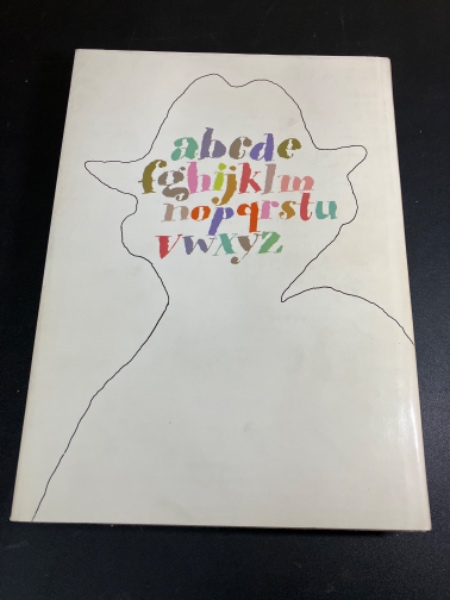 abcde
fghijklm
nopqrstu
vwxyz